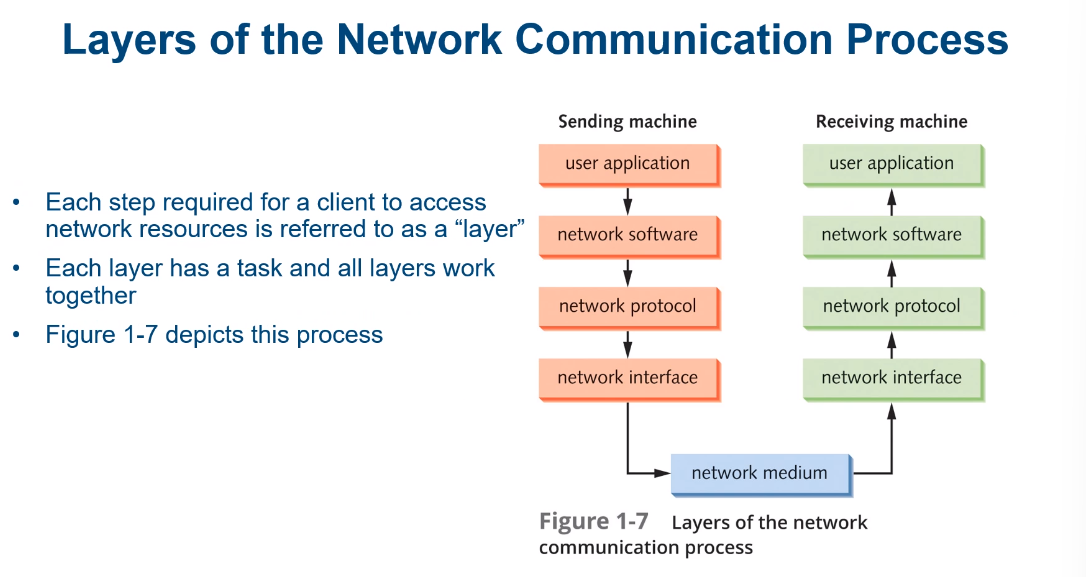 Layers of the Network Communication Process
• Each step required for a client to access
network resources is referred to as a “layer”
• Each layer has a task and all layers work
together
• Figure 1-7 depicts this process
Sending machine
user application
network software
network protocol
network interface
Receiving machine
user application
network software
network protocol
network interface
network medium
Figure 1-7 Layers of the network
communication process